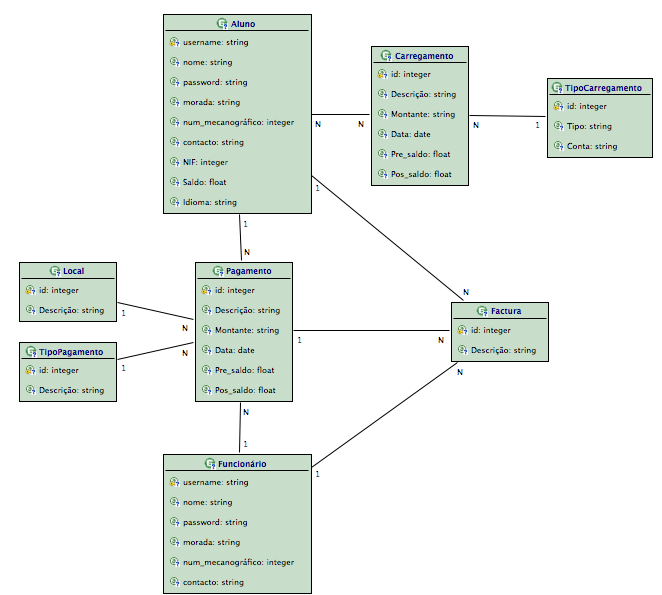 Aluno
username: string
nome: string
password: string
morada: string
num_mecanográfico: integer
contacto: string
NIF: integer
Saldo: float
Idioma: string
Carregamento
id: integer
Descrição: string
Montante: string
Data: date
Pre_saldo: float
Pos_saldo: float
TipoCarregamento
id: integer
Tipo: string
Conta: string
N
N
N
1
1
N
1
N
Local
id: integer
Descrição: string
TipoPagamento
id: integer
Descrição: string
1
N
1
N
Pagamento
id: integer
Descrição: string
Montante: string
Data: date
Pre_saldo: float
Pos_saldo: float
1
N
Factura
id: integer
Descrição: string
N
1
N
1
Funcionário
username: string
nome: string
password: string
morada: string
num_mecanográfico: integer
contacto: string